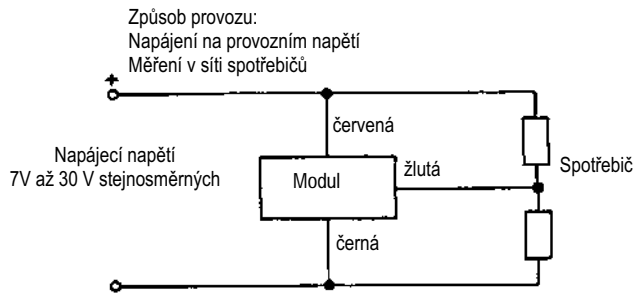 Způsob provozu:
Napájení na provozním napětí
Měření v síti spotřebičů
+
červená
Napájecí napětí
7V až 30 V stejnosměrných
Modul
žlutá
Spotřebič
černá